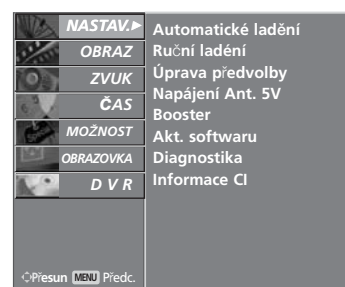 NASTAV.►
OBRAZ
ZVUK
ČAS
MOŽNOST
OBRAZOVKA
D V R
Automatické ladění
Ruční ladéní
Úprava předvolby
Napájení Ant. 5V
Booster
Akt. softwaru
Diagnostika
Informace CI
Přesun MENU Předc.